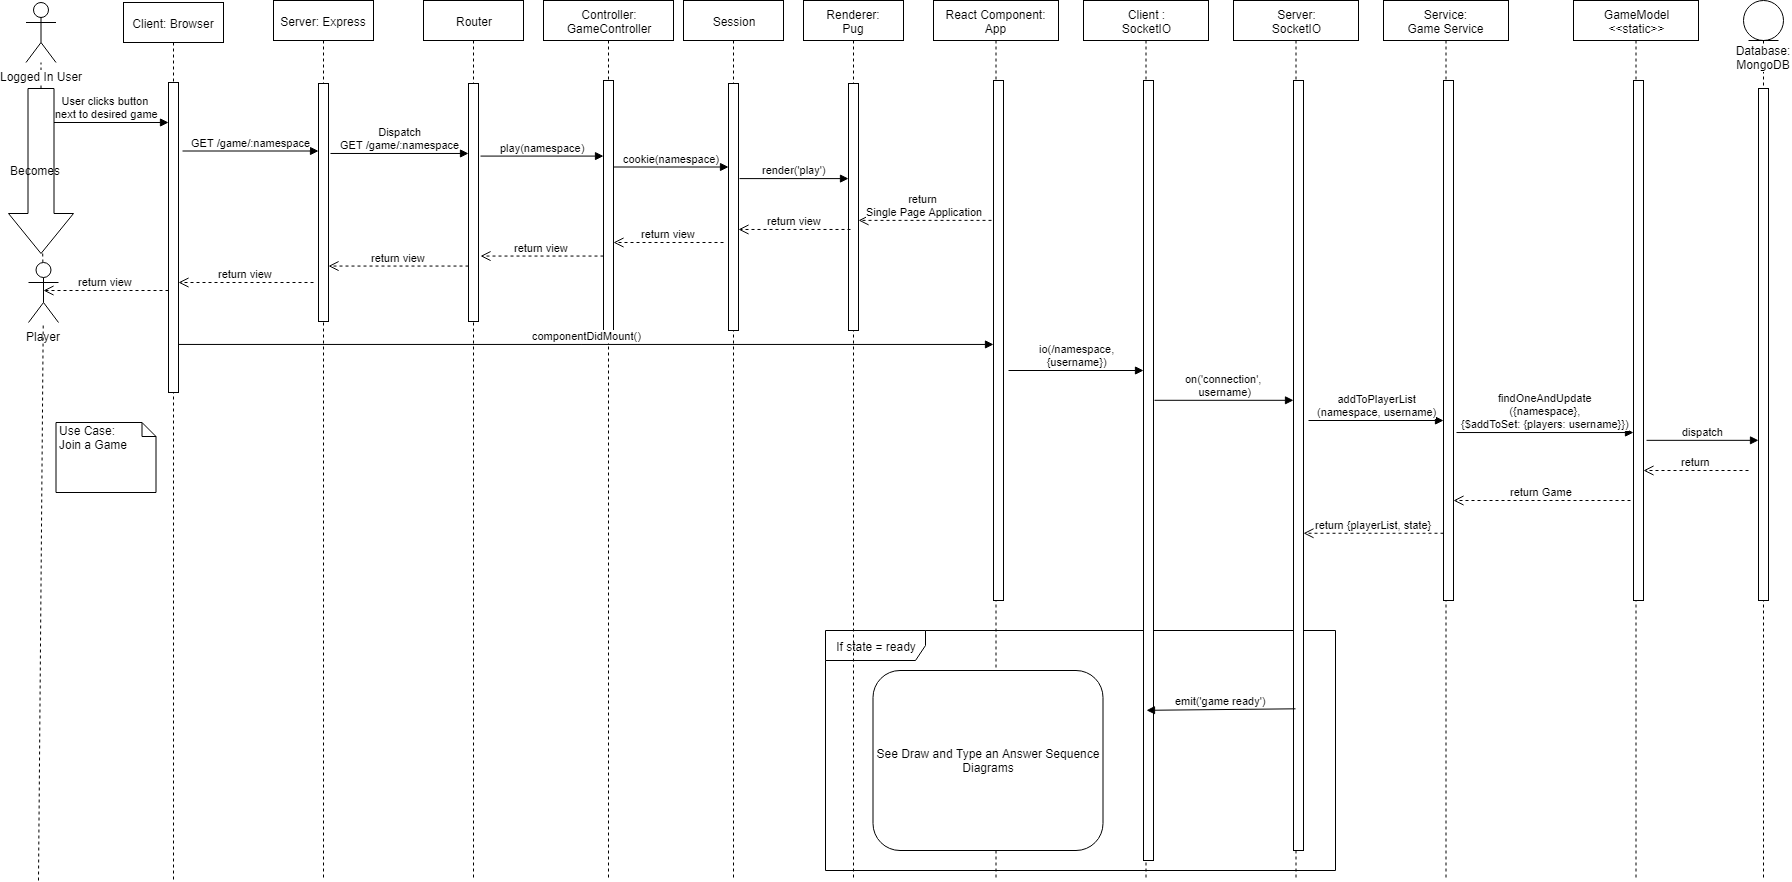 Logged In User
Client: Browser
Server: Express
Router
Controller:
GameController
Session
Renderer:
Pug
React Component:
App
Client :
SocketIO
Server:
SocketIO
Service:
Game Service
GameModel
<<static>>
Database:
MongoDB
User clicks button
next to desired game
GET /game/:namespace
Dispatch
GET /game/:namespace
play(namespace)
cookie(namespace)
render('play')
Becomes
return
Single Page Application
return view
return view
return view
return view
return view
return view
Player
componentDidMount()
io(/namespace,
{username})
on('connection',
username)
addToPlayerList
(namespace, username)
findOneAndUpdate
({namespace},
{$addToSet: {players: username}})
dispatch
return
return Game
return {playerList, state}
Use Case:
Join a Game
If state = ready
emit('game ready')
See Draw and Type an Answer Sequence
Diagrams